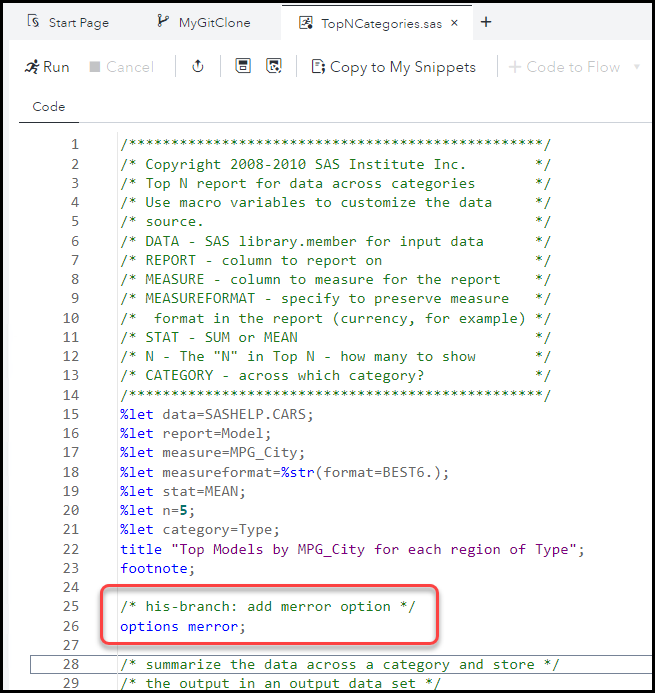 Start Page MyGitClone TopNCategories.sas × +
Run Cancel Copy to My Snippets + Code to Flow
Code
1 /*************************************************/
2 /* Copyright 2008-2010 SAS Institute Inc. */
3 /* Top N report for data across categories */
4 /* Use macro variables to customize the data */
5 /* source. */
6 /* DATA - SAS library.member for input data */
7 /* REPORT - column to report on */
8 /* MEASURE - column to measure for the report */
9 /* MEASUREFORMAT - specify to preserve measure */
10 /* format in the report (currency, for example) */
11 /* STAT - SUM or MEAN */
12 /* N - The "N" in Top N - how many to show */
13 /* CATEGORY - across which category? */
14 /*************************************************/
15 %let data=SASHELP.CARS;
16 %let report=Model;
17 %let measure=MPG_City;
18 %let measureformat=%str(format=BEST6.);
19 %let stat=MEAN;
20 %let n=5;
21 %let category=Type;
22 title "Top Models by MPG_City for each region of Type";
23 footnote;
24
25 /* his-branch: add merror option */
26 options merror;
27
28 /* summarize the data across a category and store */
29 /* the output in an output data set */